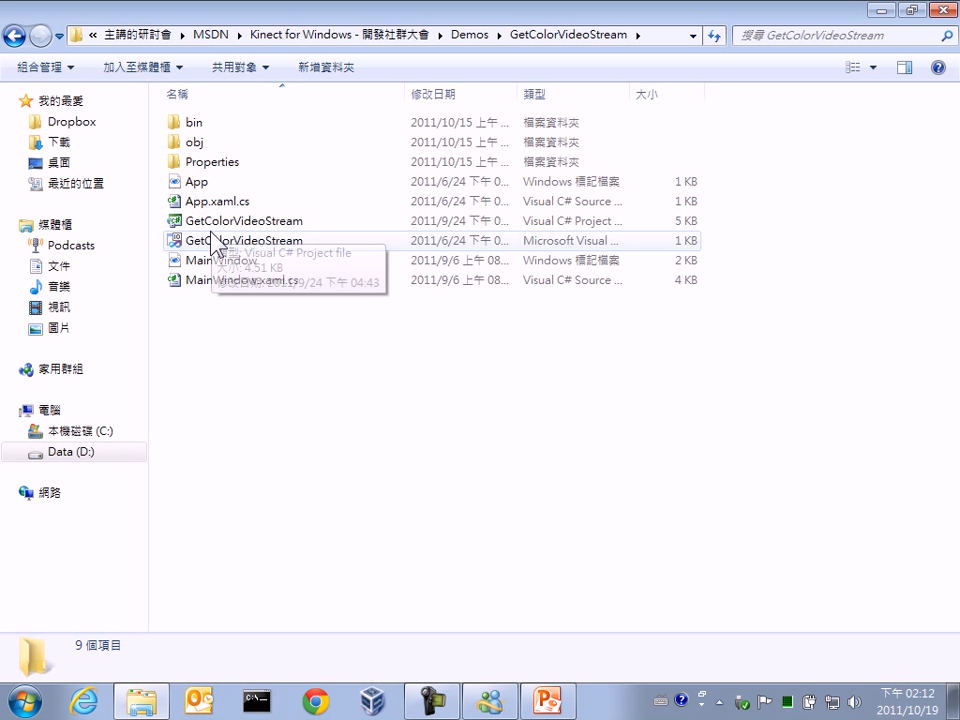 « 主講的研討會 ▸ MSDN ▸ Kinect for Windows - 開發社群大會 ▸ Demos ▸ GetColorVideoStream ▸
搜尋 GetColorVideoStream
組合管理 加入至媒體櫃 共用對象 新增資料夾
名稱 修改日期 類型 大小
我的最愛
Dropbox
下載
桌面
最近的位置
媒體櫃
Podcasts
文件
音樂
視訊
圖片
家用群組
電腦
本機磁碟 (C:)
Data (D:)
網路
bin 2011/10/15 上午 ... 檔案資料夾
obj 2011/10/15 上午 ... 檔案資料夾
Properties 2011/10/15 上午 ... 檔案資料夾
App 2011/6/24 下午 0... Windows 標記檔案 1 KB
App.xaml.cs 2011/6/24 下午 0... Visual C# Source ... 1 KB
GetColorVideoStream 2011/9/24 下午 0... Visual C# Project ... 5 KB
GetColorVideoStream 2011/6/24 下午 0... Microsoft Visual ... 1 KB
MainWindow 2011/9/6 上午 08... Windows 標記檔案 2 KB
MainWindow.xaml.cs 2011/9/6 上午 08... Visual C# Source ... 4 KB
類型: Visual C# Project file
大小: 4.51 KB
修改日期: 2011/9/24 下午 04:43
9 個項目
下午 02:12
2011/10/19